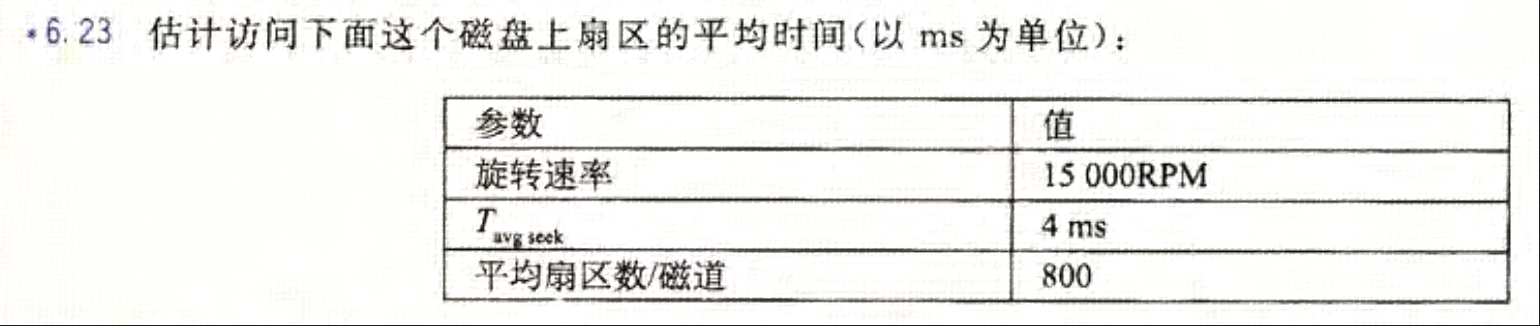 *6.23 估计访问下面这个磁盘上扇区的平均时间(以 ms 为单位):
参数 值
旋转速率 15 000RPM
T avg seek 4 ms
平均扇区数/磁道 800